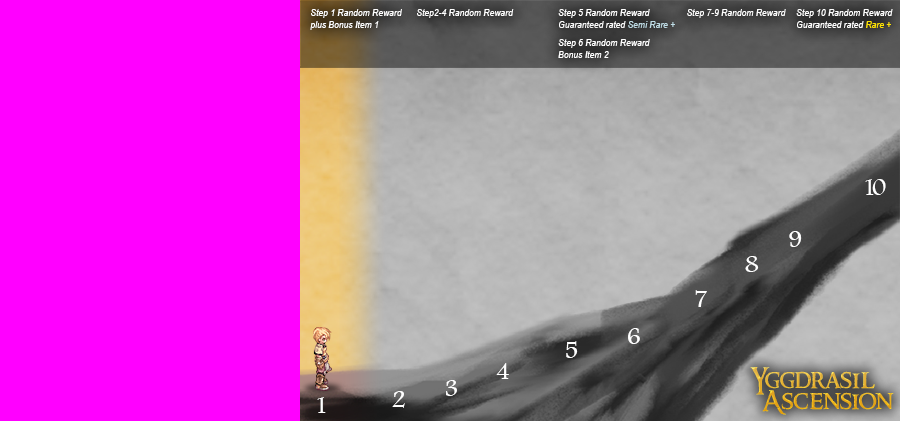 Step 1 Random Reward
plus Bonus Item 1
Step2-4 Random Reward
Step 5 Random Reward
Guaranteed rated Semi Rare +
Step 6 Random Reward
Bonus Item 2
Step 7-9 Random Reward
Step 10 Random Reward
Guaranteed rated Rare +
10
9
8
7
6
5
4
3
2
1
YGGDRASIL
ASCENSION